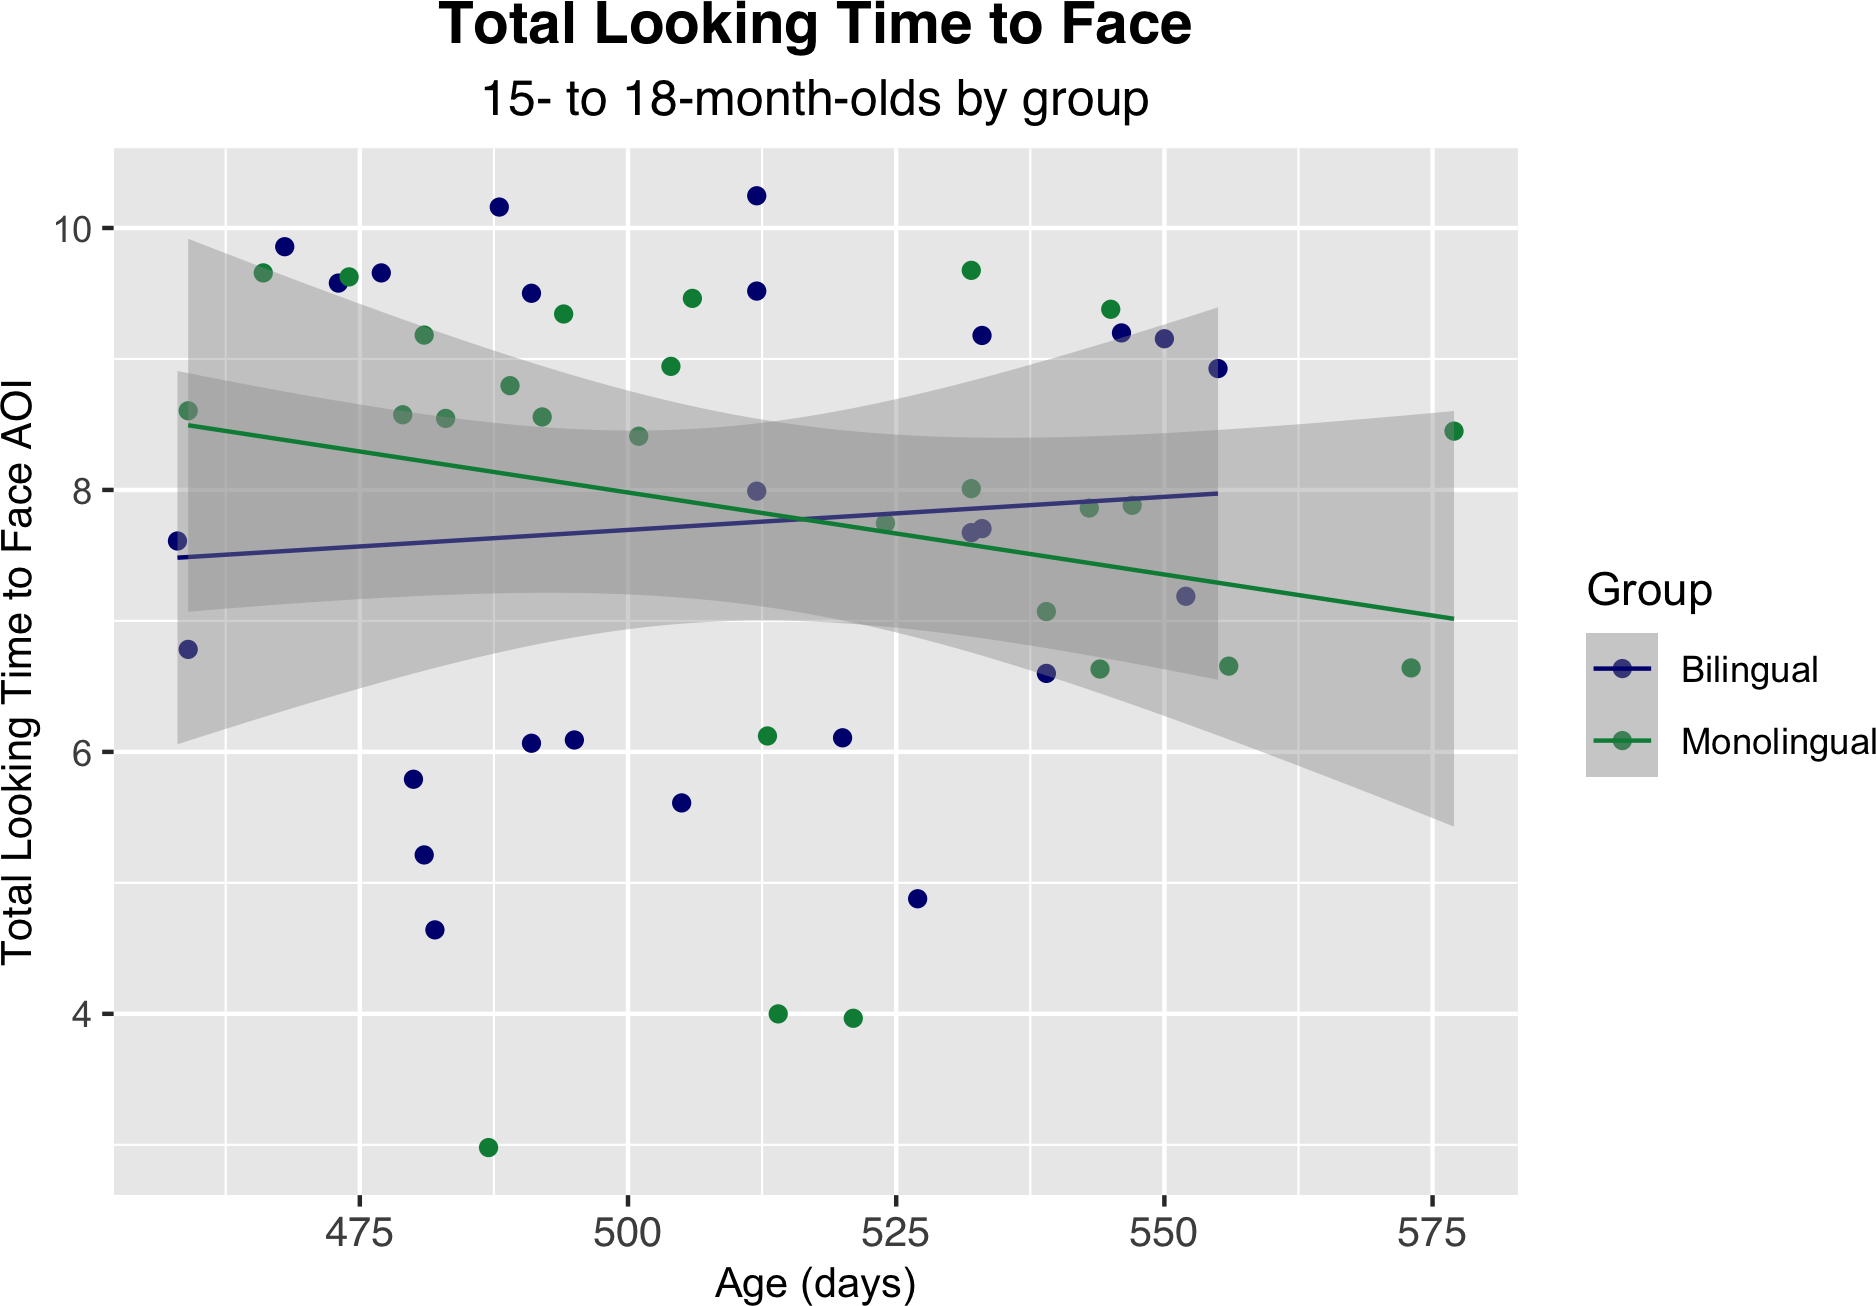 Total Looking Time to Face
15- to 18-month-olds by group
Total Looking Time to Face AOI
10
8
6
4
475
500
525
550
575
Age (days)
Group
Bilingual
Monolingual